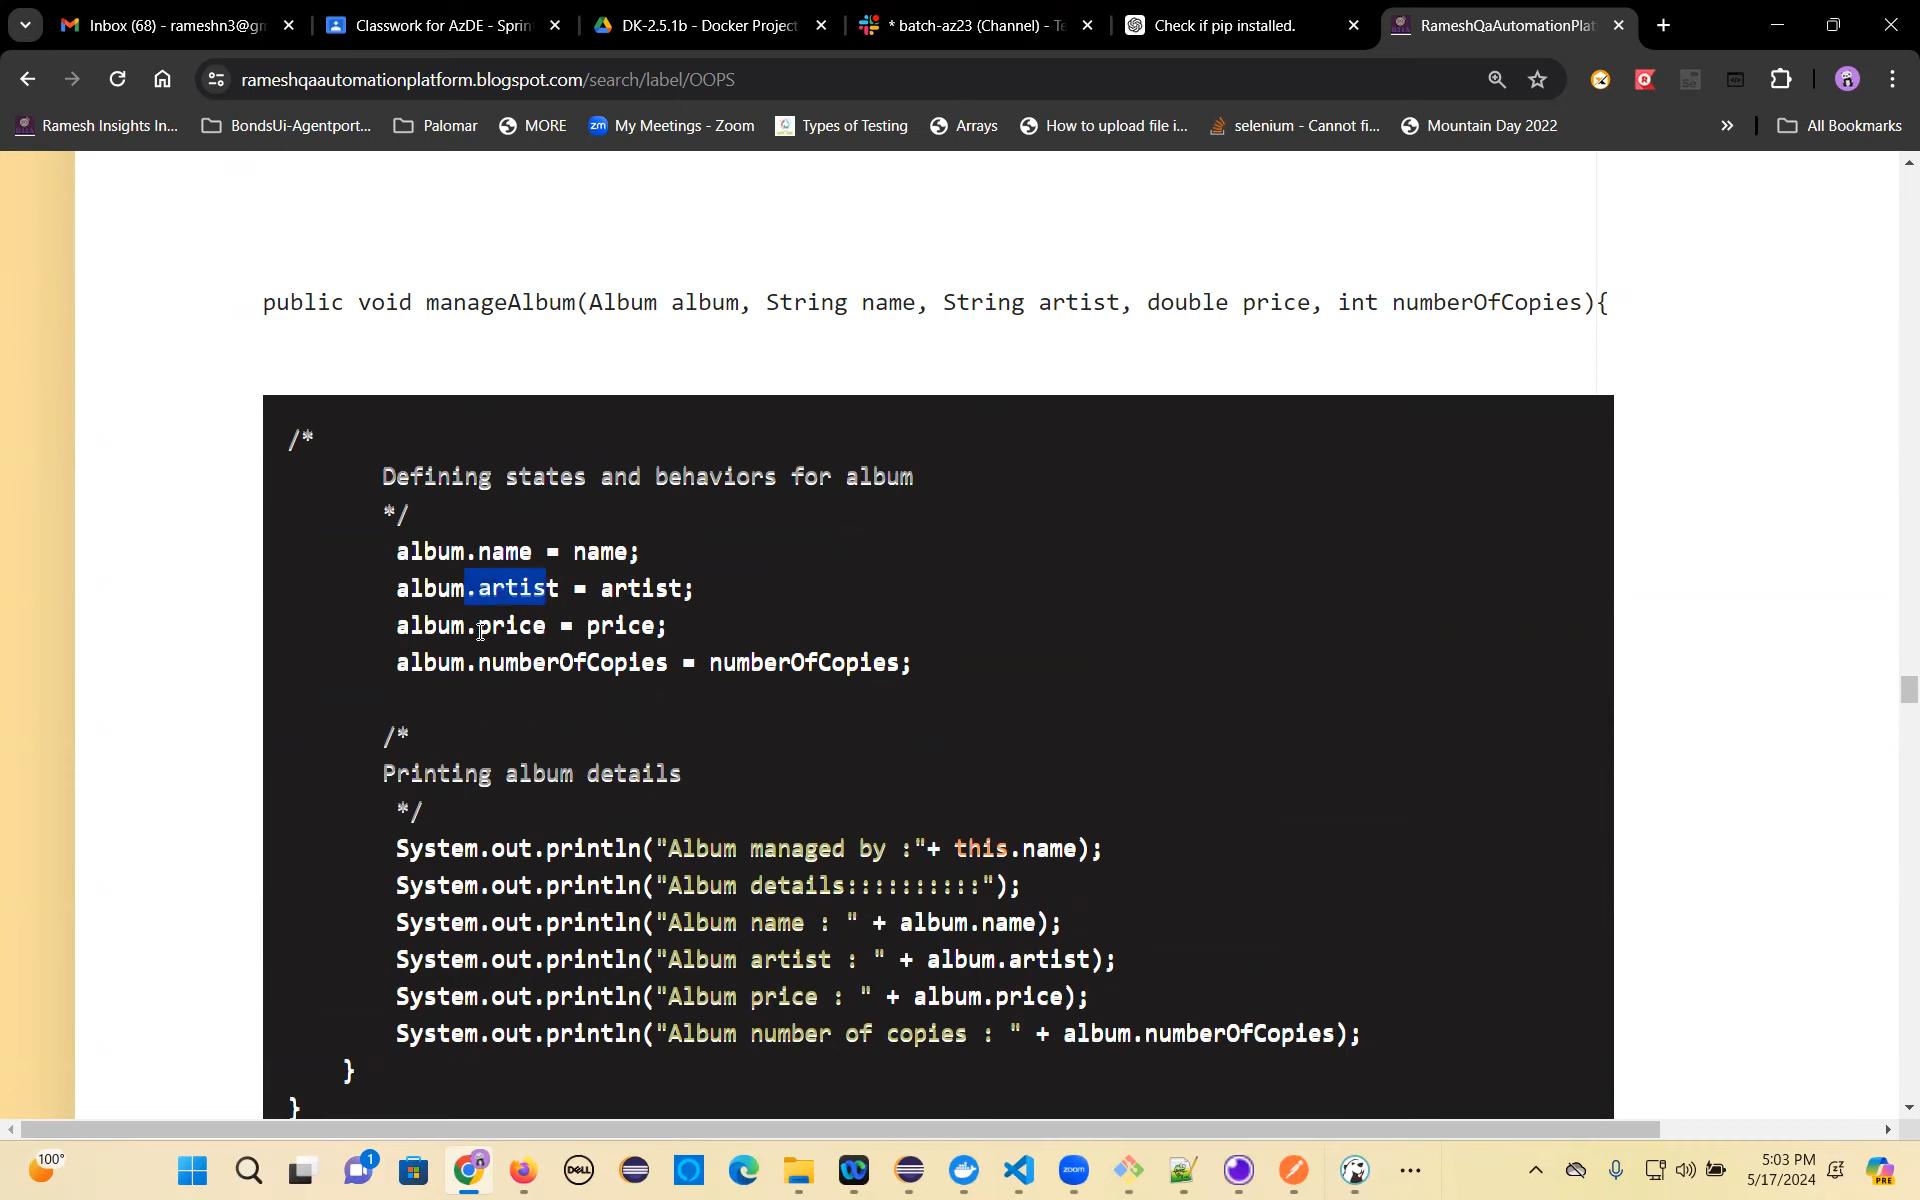 Inbox (68) - rameshn3@gm
Classwork for AzDE - Sprin
DK-2.5.1b - Docker Project
* batch-az23 (Channel) - Te
Check if pip installed.
RameshQaAutomationPlat
rameshqaautomationplatform.blogspot.com/search/label/OOPS
Ramesh Insights In...
BondsUi-Agentport...
Palomar
MORE
zm My Meetings - Zoom
Types of Testing
Arrays
How to upload file i...
selenium - Cannot fi...
Mountain Day 2022
All Bookmarks
public void manageAlbum(Album album, String name, String artist, double price, int numberOfCopies){
/*
Defining states and behaviors for album
*/
album.name = name;
album.artist = artist;
album.price = price;
album.numberOfCopies = numberOfCopies;
/*
Printing album details
*/
System.out.println("Album managed by :"+ this.name);
System.out.println("Album details::::::::::");
System.out.println("Album name : " + album.name);
System.out.println("Album artist : " + album.artist);
System.out.println("Album price : " + album.price);
System.out.println("Album number of copies : " + album.numberOfCopies);
}
}
100°
1
DELL
zoom
5:03 PM
5/17/2024
PRE